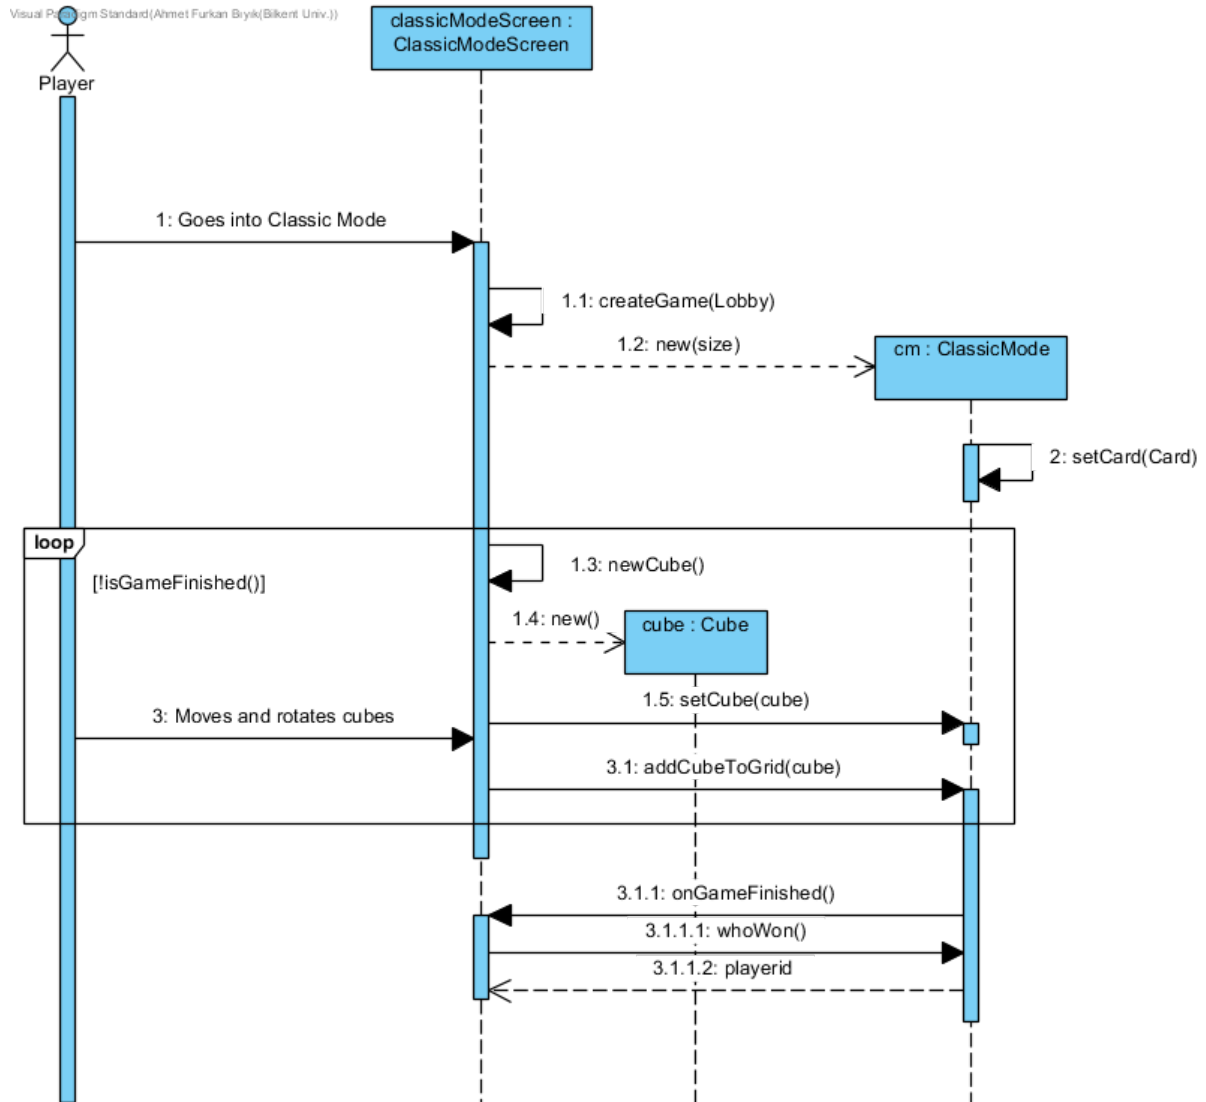 Visual Paradigm Standard(Ahmet Furkan Bıyık(Bilkent Univ.))
classicModeScreen :
ClassicModeScreen
Player
1: Goes into Classic Mode
1.1: createGame(Lobby)
1.2: new(size)
cm : ClassicMode
2: setCard(Card)
loop
1.3: newCube()
[!isGameFinished()]
1.4: new()
cube : Cube
1.5: setCube(cube)
3: Moves and rotates cubes
3.1: addCubeToGrid(cube)
3.1.1: onGameFinished()
3.1.1.1: whoWon()
3.1.1.2: playerid